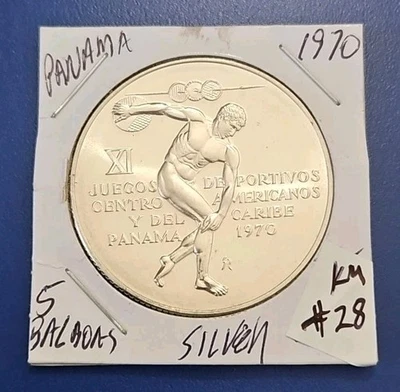 PANAMA 1970
XI
JUEGOS DEPORTIVOS
CENTRO AMERICANOS
Y DEL CARIBE
PANAMA 1970
5 BALBOAS
SILVER
KM #28